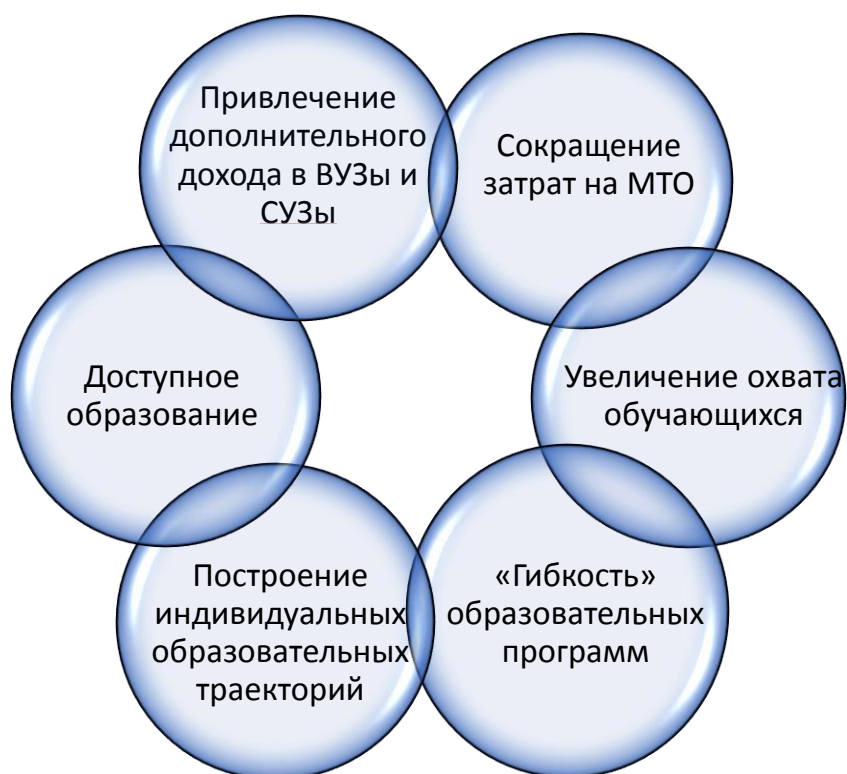 Привлечение
дополнительного
дохода в ВУЗы и
СУЗы
Сокращение
затрат на МТО
Увеличение охвата
обучающихся
«Гибкость»
образовательных
программ
Построение
индивидуальных
образовательных
траекторий
Доступное
образование